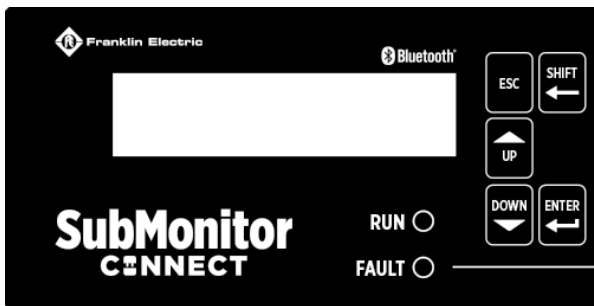 Franklin Electric
Bluetooth®
ESC
SHIFT
UP
DOWN
ENTER
SubMonitor
CONNECT
RUN
FAULT